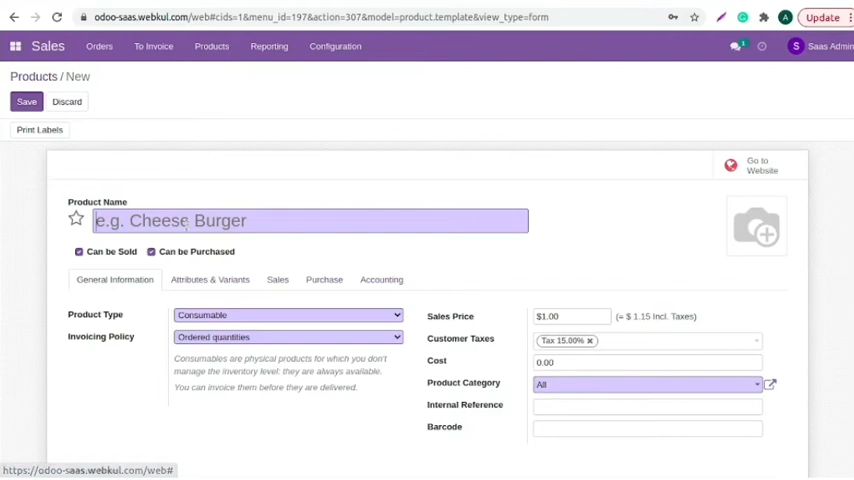 odoo-saas.webkul.com/web#cids=1&menu_id=197&action=307&model=product.template&view_type=form
A Update
Sales Orders To Invoice Products Reporting Configuration 1 S Saas Admin
Products / New
Save Discard
Print Labels
Go to
Website
Product Name
e.g. Cheese Burger
Can be Sold Can be Purchased
General Information Attributes & Variants Sales Purchase Accounting
Product Type Consumable Sales Price $1.00 (= $ 1.15 Incl. Taxes)
Invoicing Policy Ordered quantities Customer Taxes Tax 15.00% ×
Consumables are physical products for which you don't
manage the inventory level: they are always available.
You can invoice them before they are delivered.
Cost 0.00
Product Category All
Internal Reference
Barcode
https://odoo-saas.webkul.com/web#